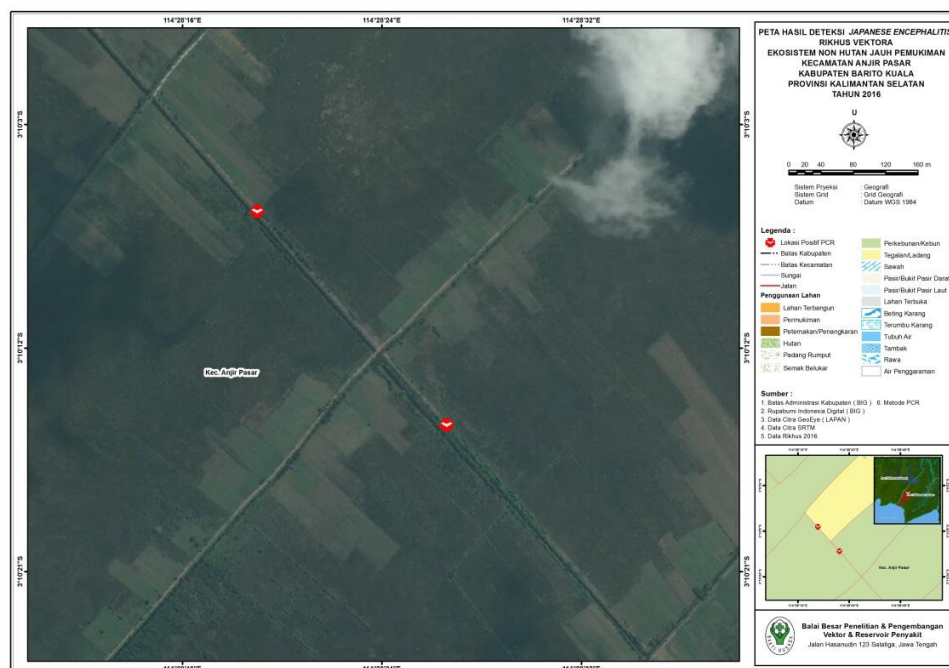 114°28'16"E 114°28'24"E 114°28'32"E
3°10'3"S
3°10'12"S
3°10'21"S
3°10'3"S
3°10'12"S
3°10'21"S
Kec. Anjir Pasar
PETA HASIL DETEKSI JAPANESE ENCEPHALITIS
RIKHUS VEKTORA
EKOSISTEM NON HUTAN JAUH PEMUKIMAN
KECAMATAN ANJIR PASAR
KABUPATEN BARITO KUALA
PROVINSI KALIMANTAN SELATAN
TAHUN 2016
U
0 20 40 80 120 160 m
Sistem Pryeksi : Geografi
Sistem Grid : Grid Geografi
Datum : Datum WGS 1984
Legenda :
Lokasi Positif PCR
Batas Kabupaten
Batas Kecamatan
Sungai
Jalan
Penggunaan Lahan
Lahan Terbangun
Permukiman
Peternakan/Penangkaran
Hutan
Padang Rumput
Semak Belukar
Perkebunan/Kebun
Tegalan/Ladang
Sawah
Pasir/Bukit Pasir Darat
Pasir/Bukit Pasir Laut
Lahan Terbuka
Beting Karang
Terumbu Karang
Tubuh Air
Tambak
Rawa
Air Penggaraman
Sumber :
1. Batas Administrasi Kabupaten ( BIG ) 6. Metode PCR
2. Rupabumi Indonesia Digital ( BIG )
3. Data Citra GeoEye ( LAPAN )
4. Data Citra SRTM
5. Data Rikhus 2016
Kec. Anjir Pasar
Balai Besar Penelitian & Pengembangan
Vektor & Reservoir Penyakit
Jalan Hasanudin 123 Salatiga, Jawa Tengah